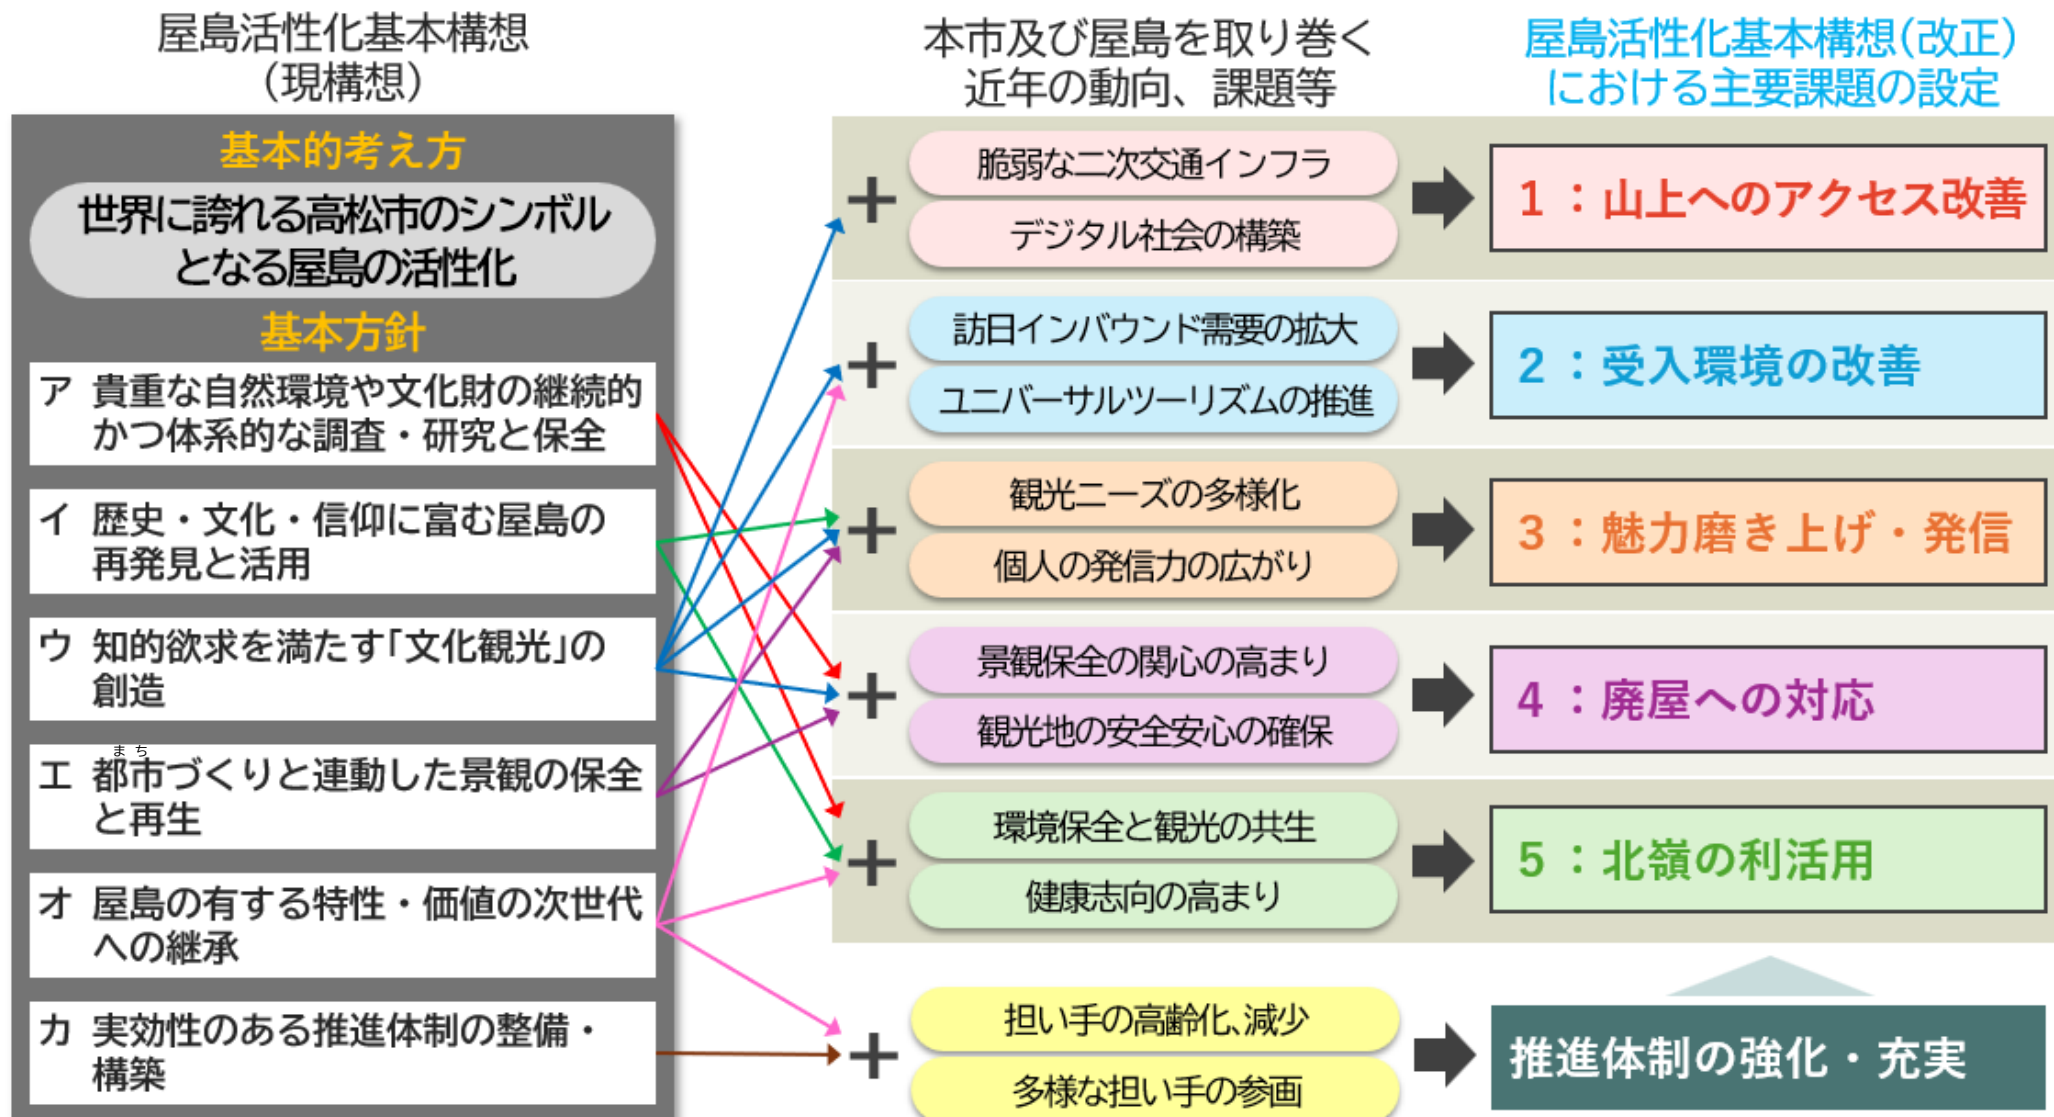 屋島活性化基本構想
（現構想）
基本的考え方
世界に誇れる高松市のシンボル
となる屋島の活性化
基本方針
ア 貴重な自然環境や文化財の継続的
かつ体系的な調査・研究と保全
イ 歴史・文化・信仰に富む屋島の
再発見と活用
ウ 知的欲求を満たす｢文化観光｣の
創造
まち
エ 都市づくりと連動した景観の保全
と再生
オ 屋島の有する特性・価値の次世代
への継承
カ 実効性のある推進体制の整備・
構築
本市及び屋島を取り巻く
近年の動向、課題等
＋
脆弱な二次交通インフラ
デジタル社会の構築
＋
訪日インバウンド需要の拡大
ユニバーサルツーリズムの推進
＋
観光ニーズの多様化
個人の発信力の広がり
＋
景観保全の関心の高まり
観光地の安全安心の確保
＋
環境保全と観光の共生
健康志向の高まり
＋
担い手の高齢化、減少
多様な担い手の参画
屋島活性化基本構想（改正）
における主要課題の設定
1：山上へのアクセス改善
2：受入環境の改善
3：魅力磨き上げ・発信
4：廃屋への対応
5：北嶺の利活用
推進体制の強化・充実